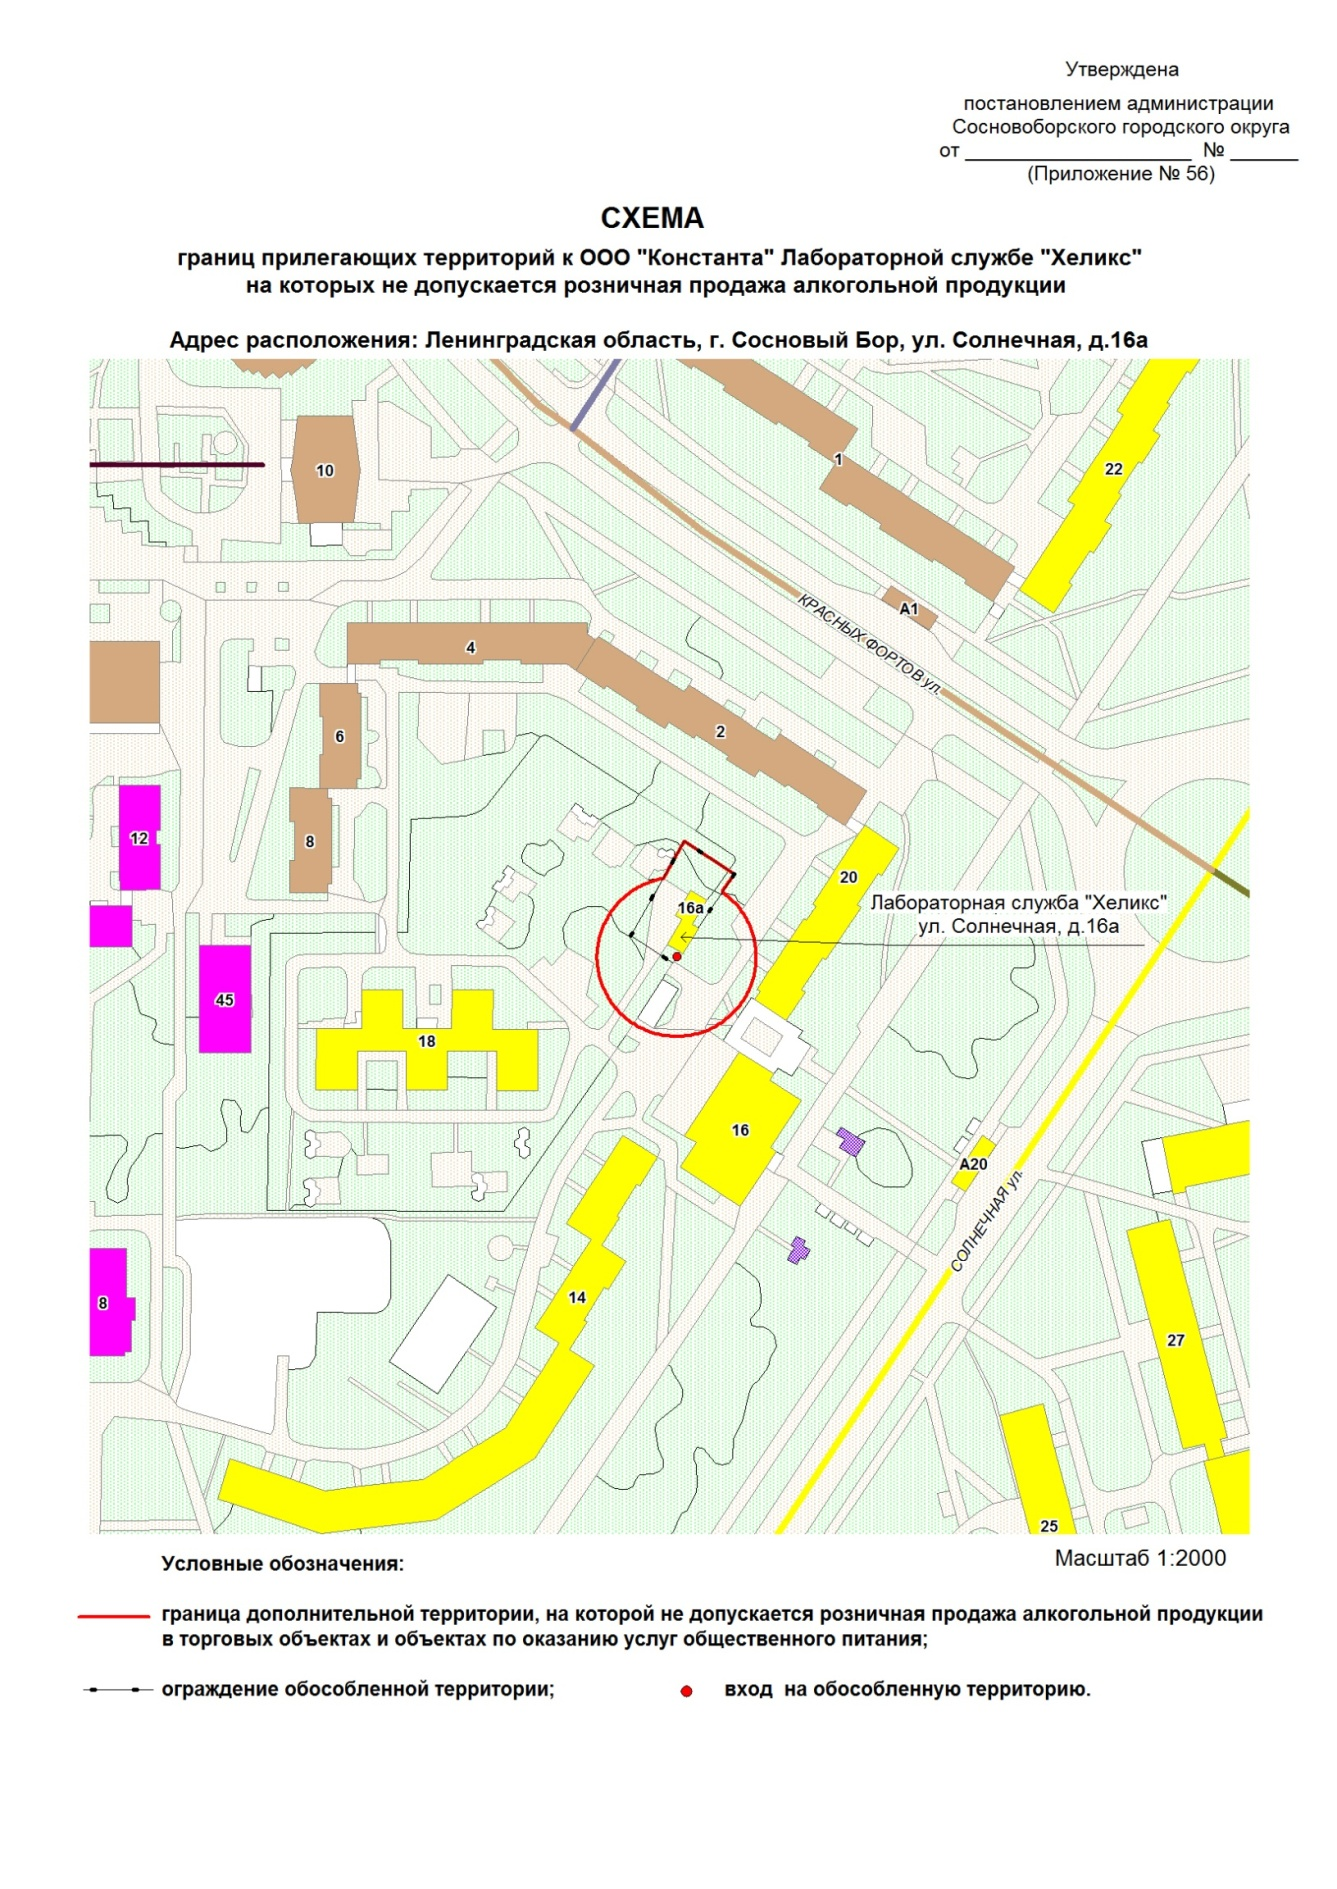 Утверждена
постановлением администрации
Сосновоборского городского округа
от _____________________ № ______
(Приложение № 56)
СХЕМА
границ прилегающих территорий к ООО "Константа" Лабораторной службе "Хеликс"
на которых не допускается розничная продажа алкогольной продукции
Адрес расположения: Ленинградская область, г. Сосновый Бор, ул. Солнечная, д.16а
10
1
22
А1
КРАСНЫХ ФОРТОВ ул.
4
2
6
12
8
20
16а
Лабораторная служба "Хеликс"
ул. Солнечная, д.16а
45
18
16
А20
СОЛНЕЧНАЯ ул.
8
14
27
25
Масштаб 1:2000
Условные обозначения:
граница дополнительной территории, на которой не допускается розничная продажа алкогольной продукции
в торговых объектах и объектах по оказанию услуг общественного питания;
ограждение обособленной территории;
вход на обособленную территорию.